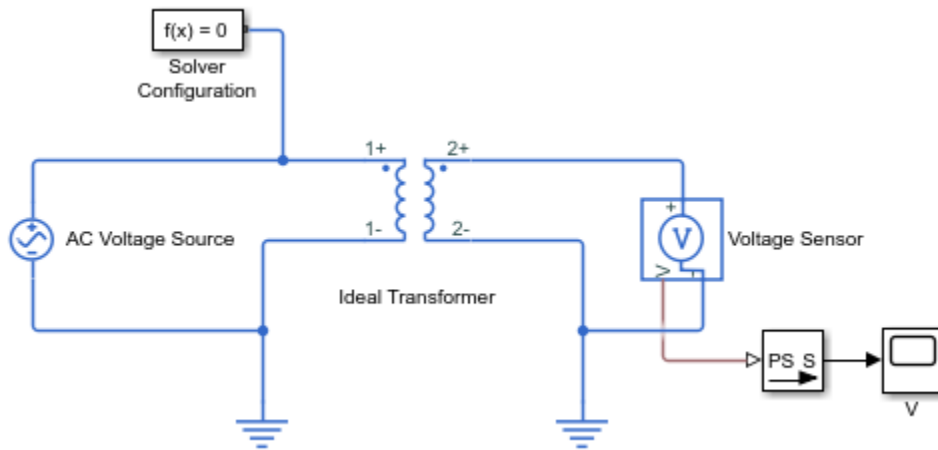 f(x) = 0
Solver
Configuration
1+
2+
+
+
V
AC Voltage Source
Voltage Sensor
1-
2-
-
V
-
Ideal Transformer
PS S
V